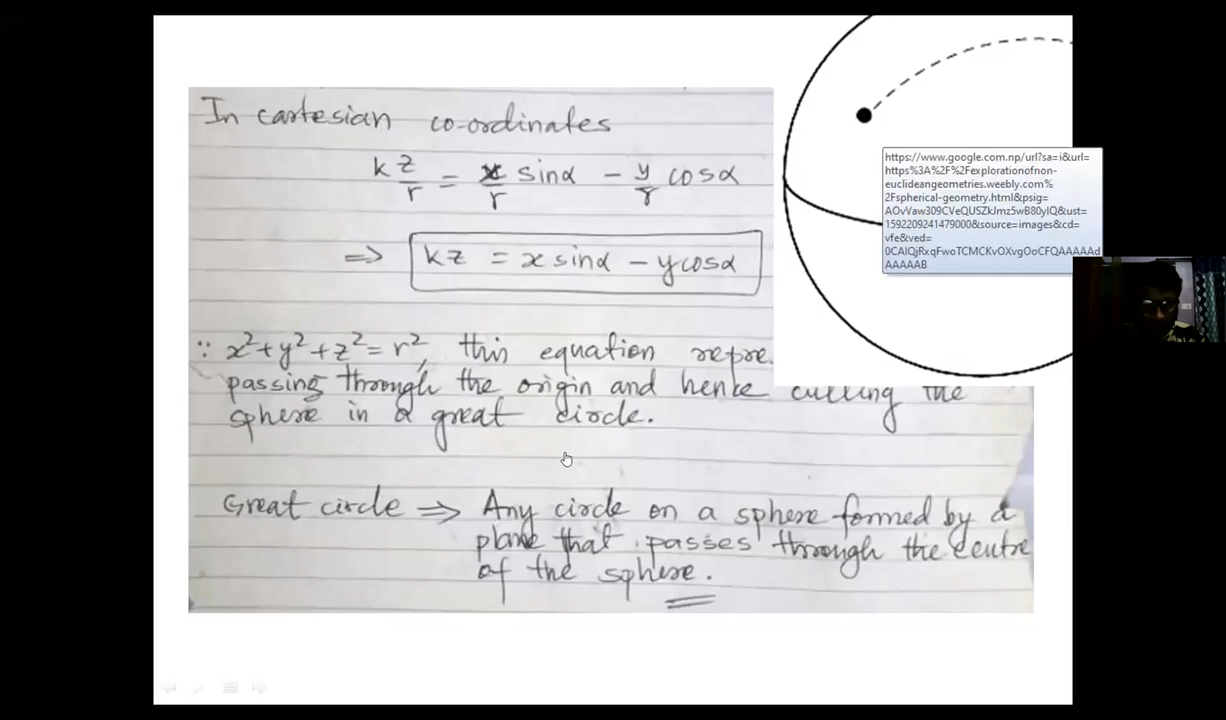 In cartesian co-ordinates
k z/r = x/r sinα - y/r cosα
⇒ kz = x sinα - y cosα
∵ x²+y²+z² = r², this equation repre
passing through the origin and hence cutting the
sphere in a great circle.
Great circle ⇒ Any circle on a sphere formed by a
plane that passes through the centre
of the sphere.
https://www.google.com.np/url?sa=i&url=
https%3A%2F%2Fexplorationofnon-
euclideangeometries.weebly.com%
2Fspherical-geometry.html&psig=
AOvVaw309CVeQUSZkJmz5wB80ylQ&ust=
1592209241479000&source=images&cd=
vfe&ved=
0CAIQjRxqFwoTCMCKvOXvgOoCFQAAAAAd
AAAAAB